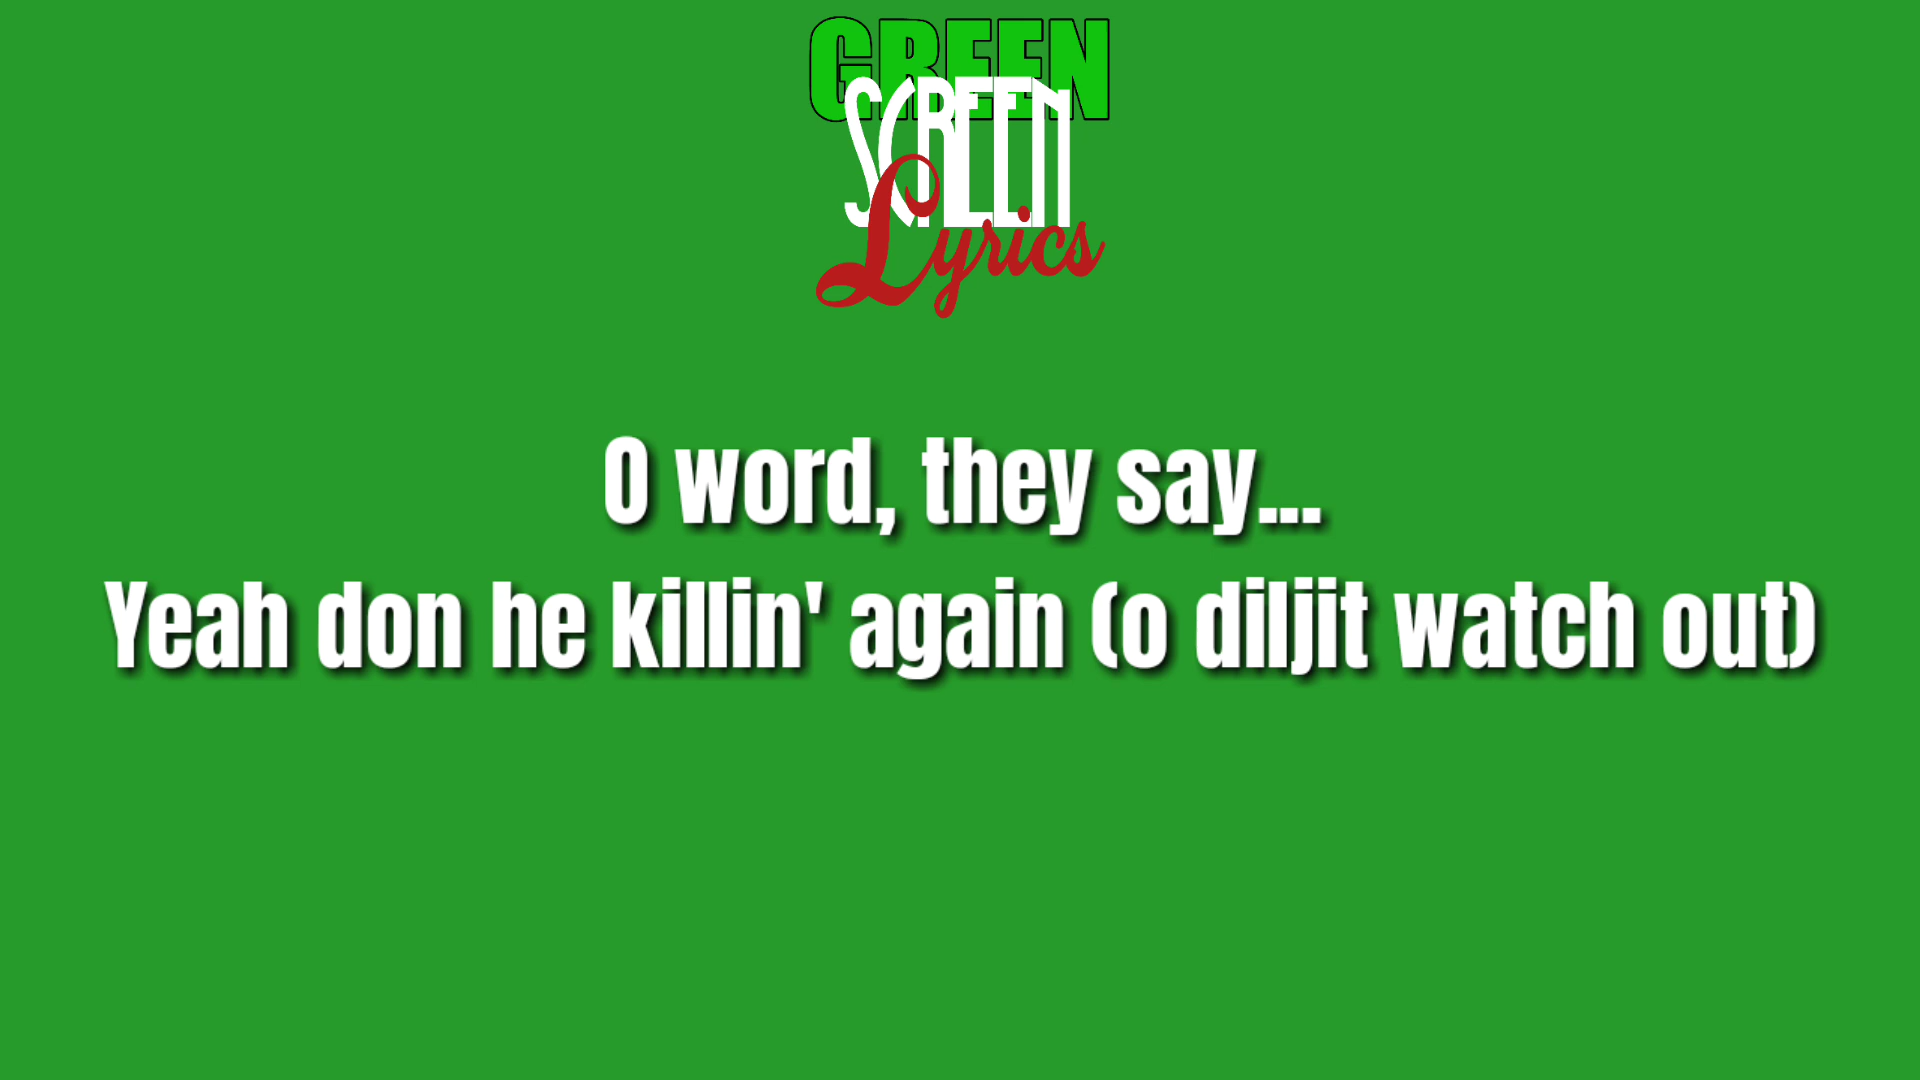 GREEN
SCREEN
Lyrics
O word, they say...
Yeah don he killin' again (o diljit watch out)